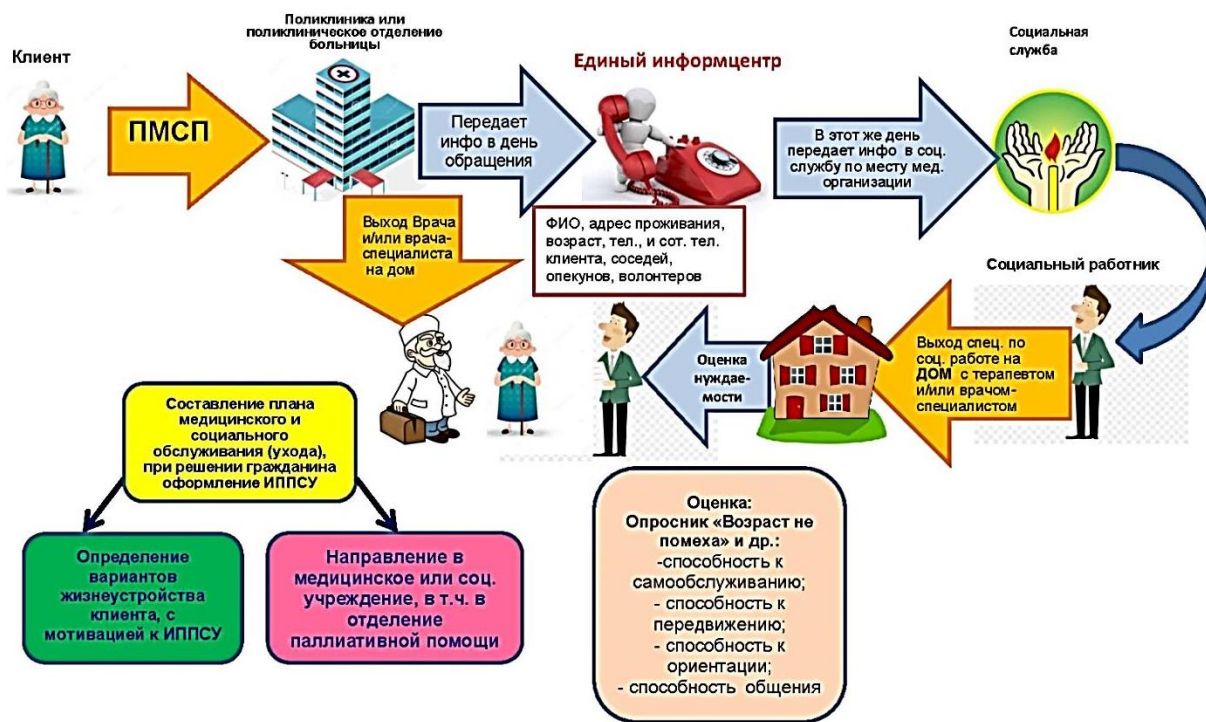 Клиент
Поликлиника или
поликлиническое отделение
больницы
Единый информцентр
Социальная
служба
ПМСП
Передает
инфо в день
обращения
В этот же день
передает инфо в соц.
службу по месту мед.
организации
Выход Врача
и/или врача-
специалиста
на дом
ФИО, адрес проживания,
возраст, тел., и сот. тел.
клиента, соседей,
опекунов, волонтеров
Социальный работник
Выход спец. по
соц. работе на
ДОМ с терапевтом
и/или врачом-
специалистом
Оценка
нуждае-
мости
Составление плана
медицинского и
социального
обслуживания (ухода),
при решении гражданина
оформление ИППСУ
Определение
вариантов
жизнеустройства
клиента, с
мотивацией к ИППСУ
Направление в
медицинское или соц.
учреждение, в т.ч. в
отделение
паллиативной помощи
Оценка:
Опросник «Возраст не
помеха» и др.:
-способность к
самообслуживанию;
- способность к
передвижению;
- способность к
ориентации;
- способность общения